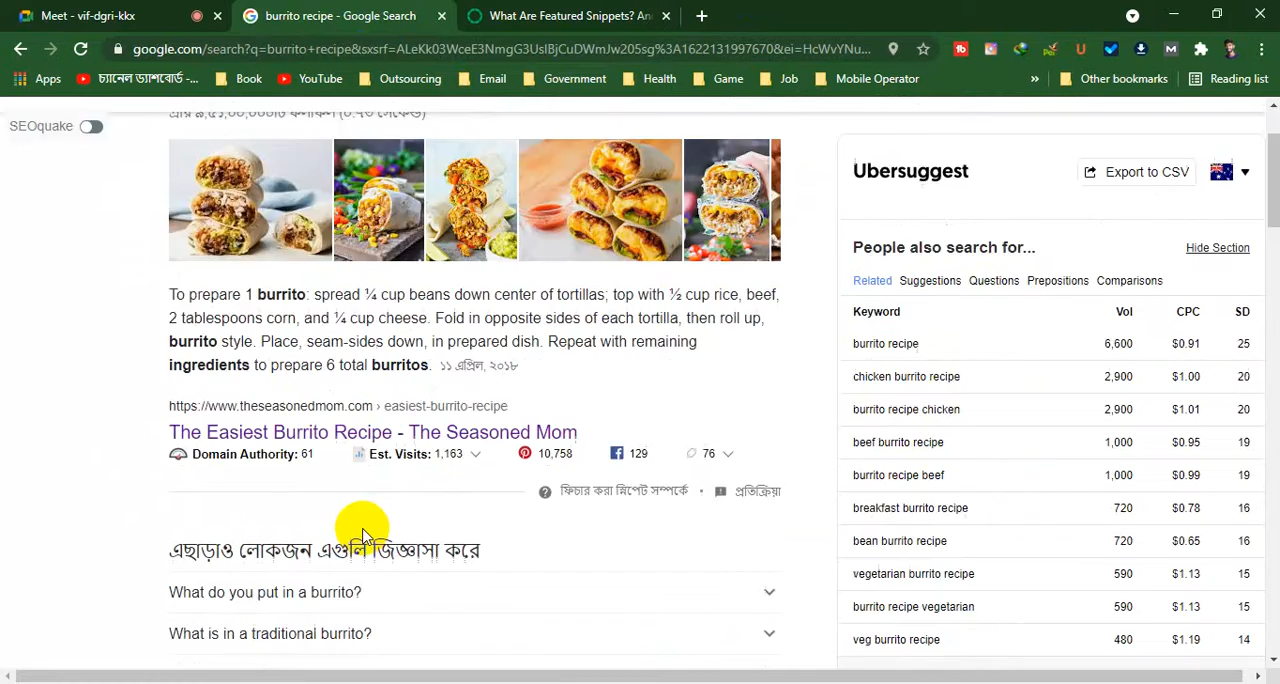 Meet - vif-dgri-kkx
burrito recipe - Google Search
What Are Featured Snippets? An
google.com/search?q=burrito+recipe&sxsrf=ALeKk03WceE3NmgG3UslBjCuDWmJw205sg%3A1622131997670&ei=HcWvYNu...
Apps
চ্যানেল ড্যাশবোর্ড -...
Book
YouTube
Outsourcing
Email
Government
Health
Game
Job
Mobile Operator
»
Other bookmarks
Reading list
SEOquake
Ubersuggest
Export to CSV
People also search for...
Hide Section
Related Suggestions Questions Prepositions Comparisons
Keyword Vol CPC SD
burrito recipe 6,600 $0.91 25
chicken burrito recipe 2,900 $1.00 20
burrito recipe chicken 2,900 $1.01 20
beef burrito recipe 1,000 $0.95 19
burrito recipe beef 1,000 $0.99 19
breakfast burrito recipe 720 $0.78 16
bean burrito recipe 720 $0.65 16
vegetarian burrito recipe 590 $1.13 15
burrito recipe vegetarian 590 $1.13 15
veg burrito recipe 480 $1.19 14
To prepare 1 burrito: spread ¼ cup beans down center of tortillas; top with ½ cup rice, beef,
2 tablespoons corn, and ¼ cup cheese. Fold in opposite sides of each tortilla, then roll up,
burrito style. Place, seam-sides down, in prepared dish. Repeat with remaining
ingredients to prepare 6 total burritos. ১১ এপ্রিল, ২০১৮
https://www.theseasonedmom.com › easiest-burrito-recipe
The Easiest Burrito Recipe - The Seasoned Mom
Domain Authority: 61 Est. Visits: 1,163 10,758 129 76
ফিচার করা স্নিপেট সম্পর্কে • প্রতিক্রিয়া
এছাড়াও লোকজন এগুলি জিজ্ঞাসা করে
What do you put in a burrito?
What is in a traditional burrito?